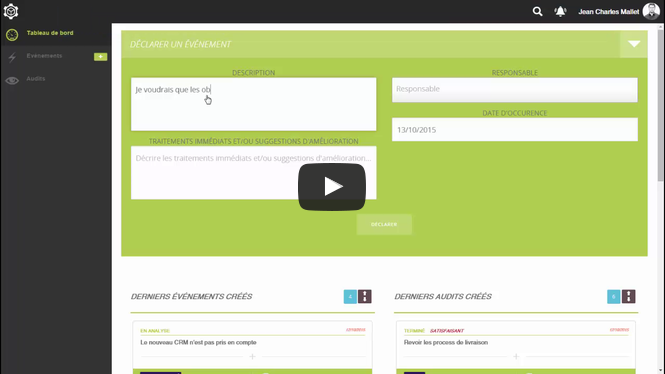 Jean Charles Mallet
Tableau de bord
Evénements
Audits
DÉCLARER UN ÉVÉNEMENT
DESCRIPTION
Je voudrais que les ob
RESPONSABLE
Responsable
DATE D'OCCURENCE
13/10/2015
TRAITEMENTS IMMÉDIATS ET/OU SUGGESTIONS D'AMÉLIORATION
Décrire les traitements immédiats et/ou suggestions d'amélioration...
DÉCLARER
DERNIERS ÉVÉNEMENTS CRÉÉS
DERNIERS AUDITS CRÉÉS
EN ANALYSE
Le nouveau CRM n'est pas pris en compte
TERMINÉ SATISFAISANT
Revoir les process de livraison